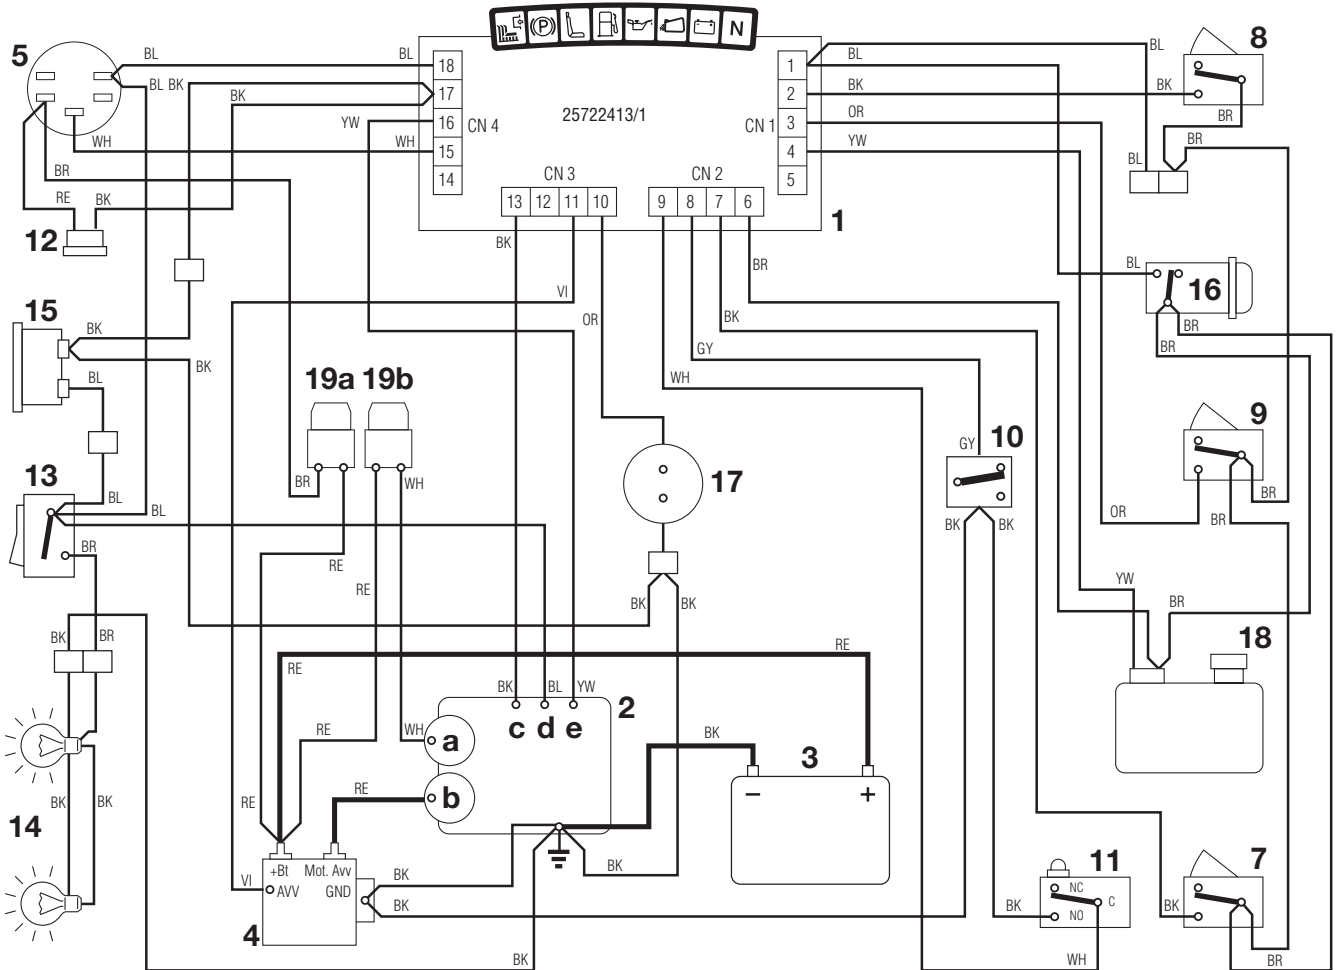 P
N
5
BL
BL
BL BK
BK
YW
WH
WH
BR
RE
BK
12
18
17
16
15
14
CN 4
25722413/1
CN 1
1
2
3
4
5
CN 3
13
12
11
10
CN 2
9
8
7
6
1
BL
BL
BK
BK
OR
YW
8
BR
BR
BL
BK
VI
OR
BR
BK
GY
WH
BL
16
BR
BR
15
BK
BK
BL
19a
19b
BR
WH
RE
RE
17
10
GY
BK
BK
9
BR
OR
BR
13
BL
BL
BR
BK
BR
BK
BK
YW
BR
18
RE
RE
BK
BL
YW
2
c
d
e
a
b
WH
RE
RE
RE
BK
3
–
+
14
BK
BK
VI
+Bt
Mot. Avv
AVV
GND
4
BK
BK
BK
BK
11
NC
C
NO
BK
WH
7
BK
BR